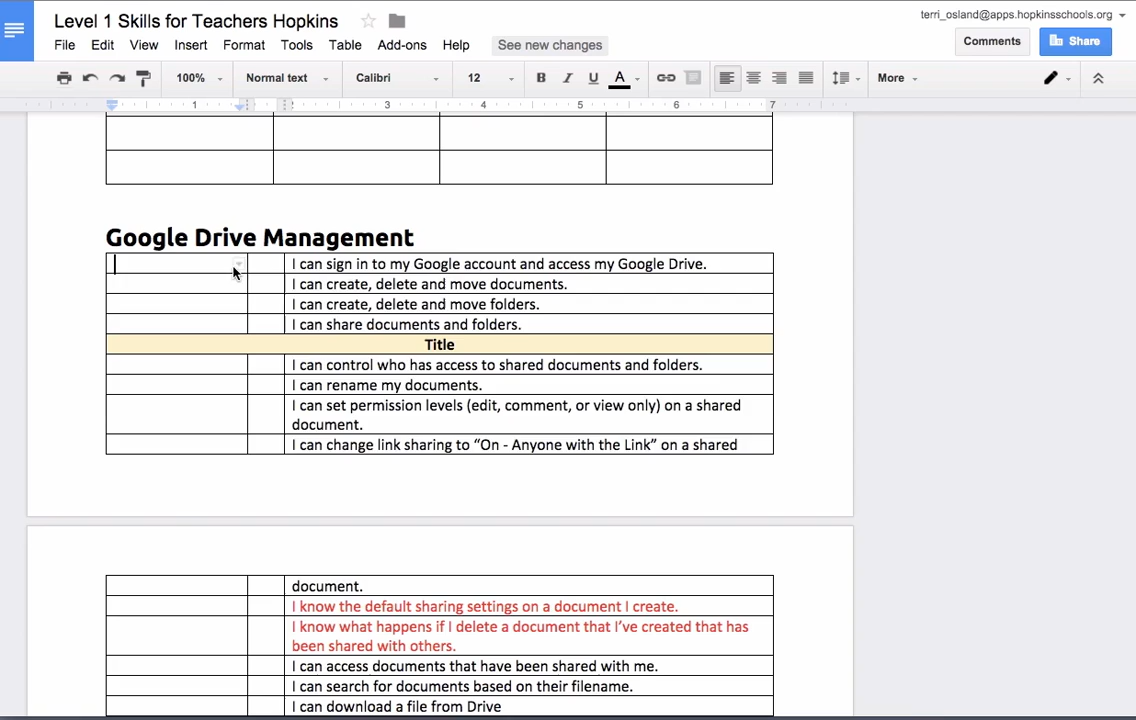 Level 1 Skills for Teachers Hopkins
terri_osland@apps.hopkinsschools.org
File Edit View Insert Format Tools Table Add-ons Help See new changes
Comments Share
100% Normal text Calibri 12 B I U A More
1 2 3 4 5 6 7
Google Drive Management
I can sign in to my Google account and access my Google Drive.
I can create, delete and move documents.
I can create, delete and move folders.
I can share documents and folders.
Title
I can control who has access to shared documents and folders.
I can rename my documents.
I can set permission levels (edit, comment, or view only) on a shared
document.
I can change link sharing to “On - Anyone with the Link” on a shared
document.
I know the default sharing settings on a document I create.
I know what happens if I delete a document that I’ve created that has
been shared with others.
I can access documents that have been shared with me.
I can search for documents based on their filename.
I can download a file from Drive